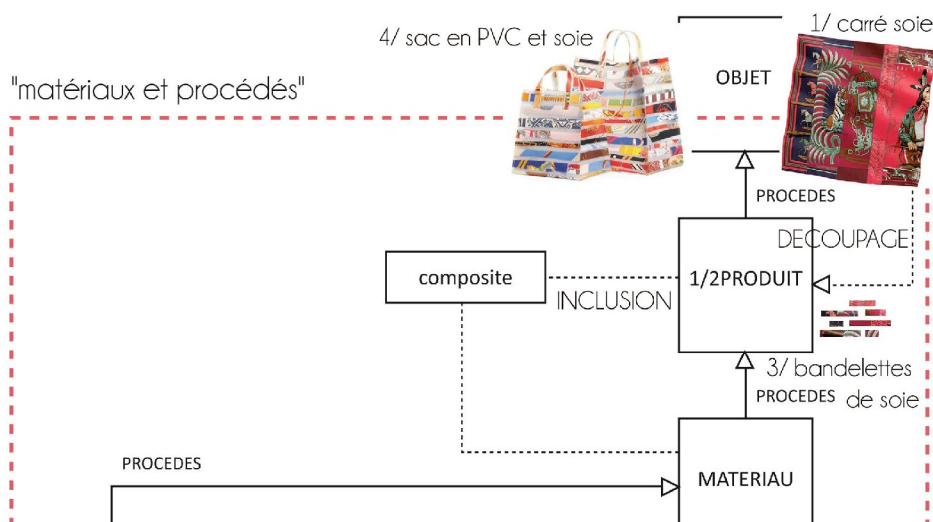 1/ carré soie
4/ sac en PVC et soie
OBJET
"matériaux et procédés"
PROCEDES
DECOUPAGE
composite
1/2PRODUIT
INCLUSION
3/ bandelettes
de soie
PROCEDES
PROCEDES
MATERIAU